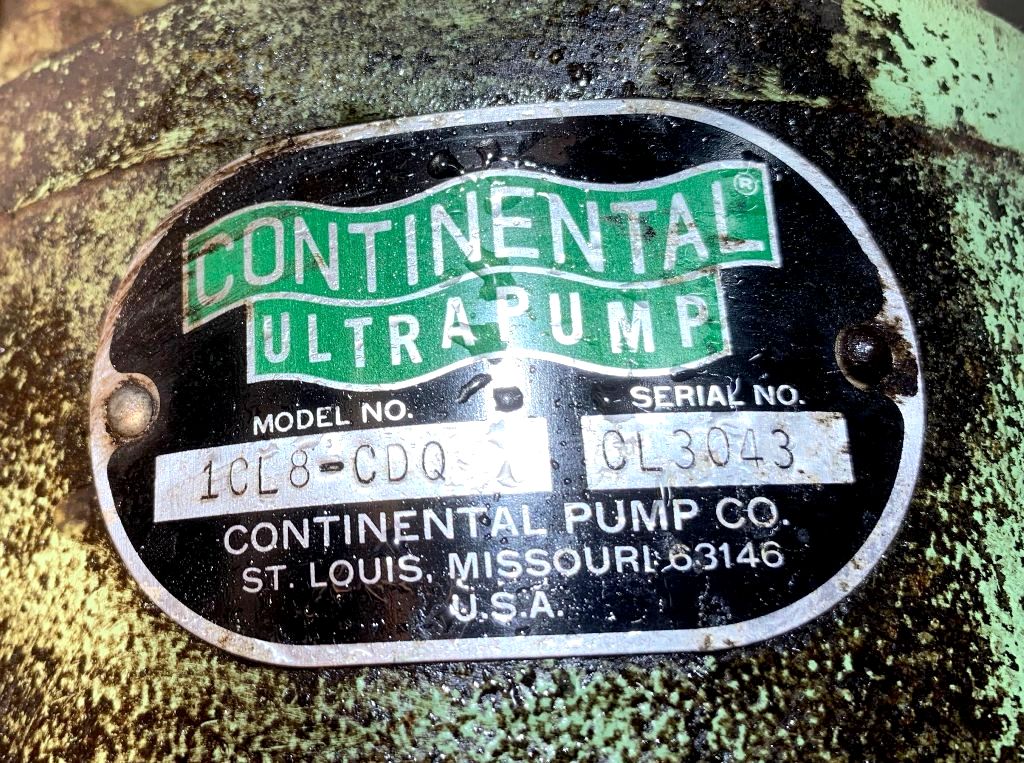 CONTINENTAL®
ULTRAPUMP
MODEL NO. SERIAL NO.
1CL8-CDQ CL3043
CONTINENTAL PUMP CO.
ST. LOUIS, MISSOURI 63146
U.S.A.